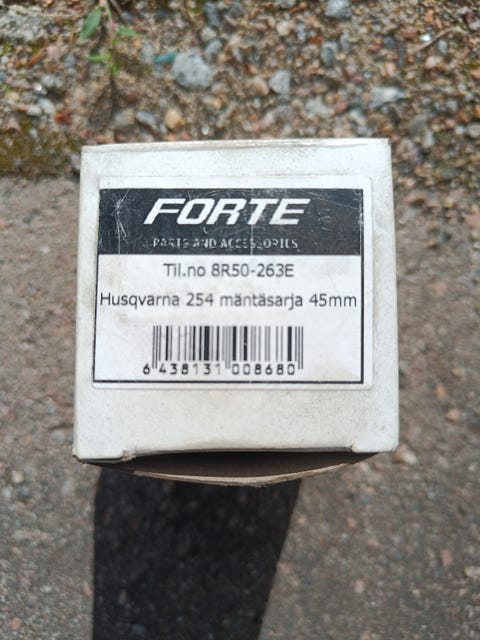 FORTE
PARTS AND ACCESSORIES
Til.no 8R50-263E
Husqvarna 254 mäntäsarja 45mm
6 438131 008680